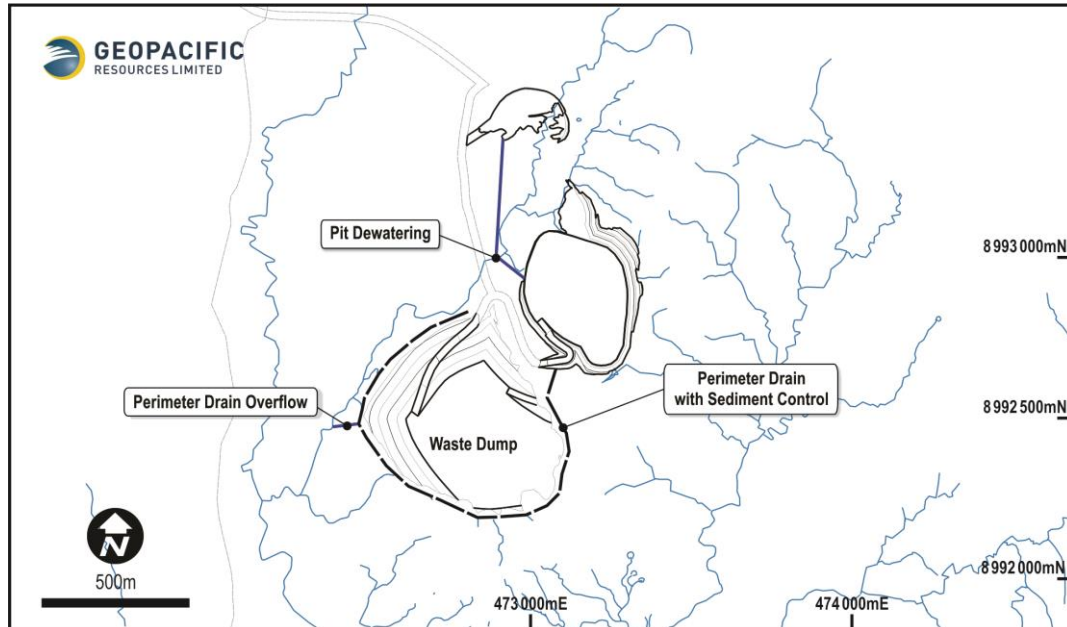 GEOPACIFIC
RESOURCES LIMITED
Pit Dewatering
8 993 000mN
Perimeter Drain Overflow
Perimeter Drain
with Sediment Control
8 992 500mN
Waste Dump
N
500m
8 992 000mN
473 000mE
474 000mE